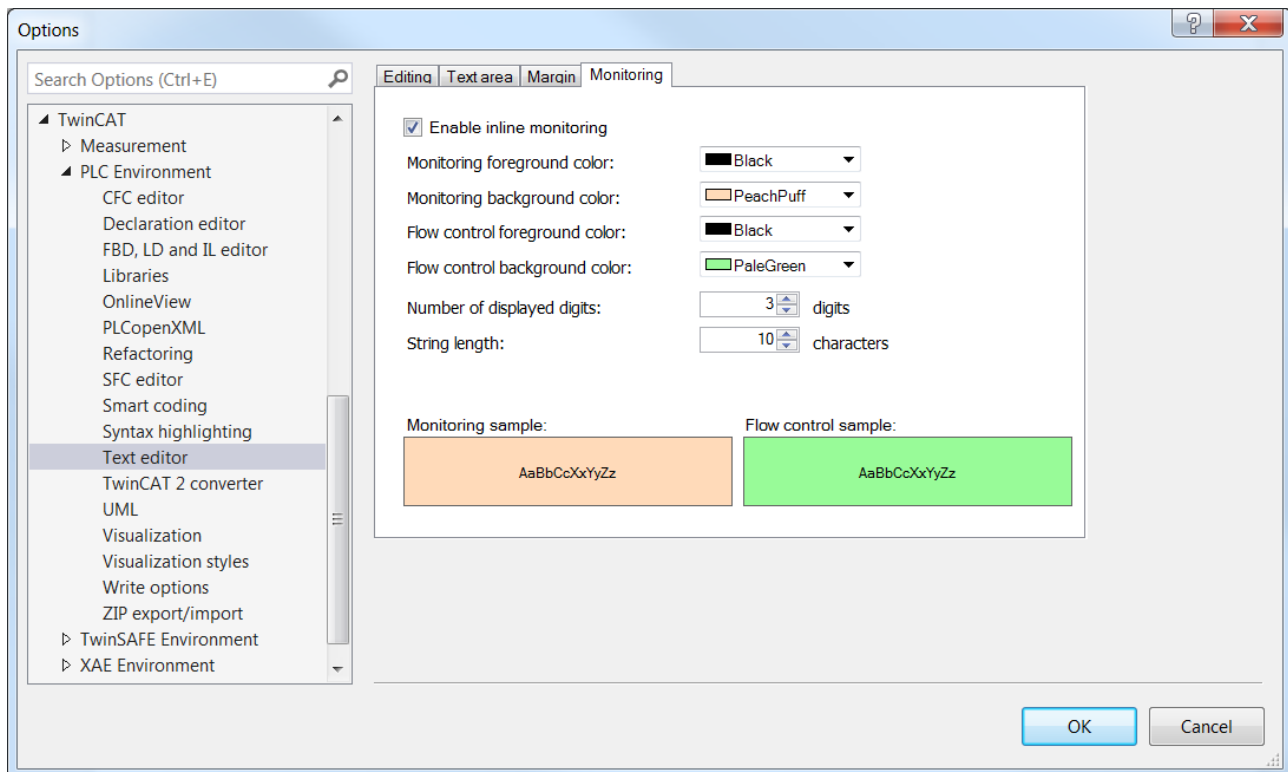 Options
Search Options (Ctrl+E)
TwinCAT
Measurement
PLC Environment
CFC editor
Declaration editor
FBD, LD and IL editor
Libraries
OnlineView
PLCopenXML
Refactoring
SFC editor
Smart coding
Syntax highlighting
Text editor
TwinCAT 2 converter
UML
Visualization
Visualization styles
Write options
ZIP export/import
TwinSAFE Environment
XAE Environment
Editing Text area Margin Monitoring
Enable inline monitoring
Monitoring foreground color: Black
Monitoring background color: PeachPuff
Flow control foreground color: Black
Flow control background color: PaleGreen
Number of displayed digits: 3 digits
String length: 10 characters
Monitoring sample: Flow control sample:
AaBbCcXxYyZz AaBbCcXxYyZz
OK Cancel